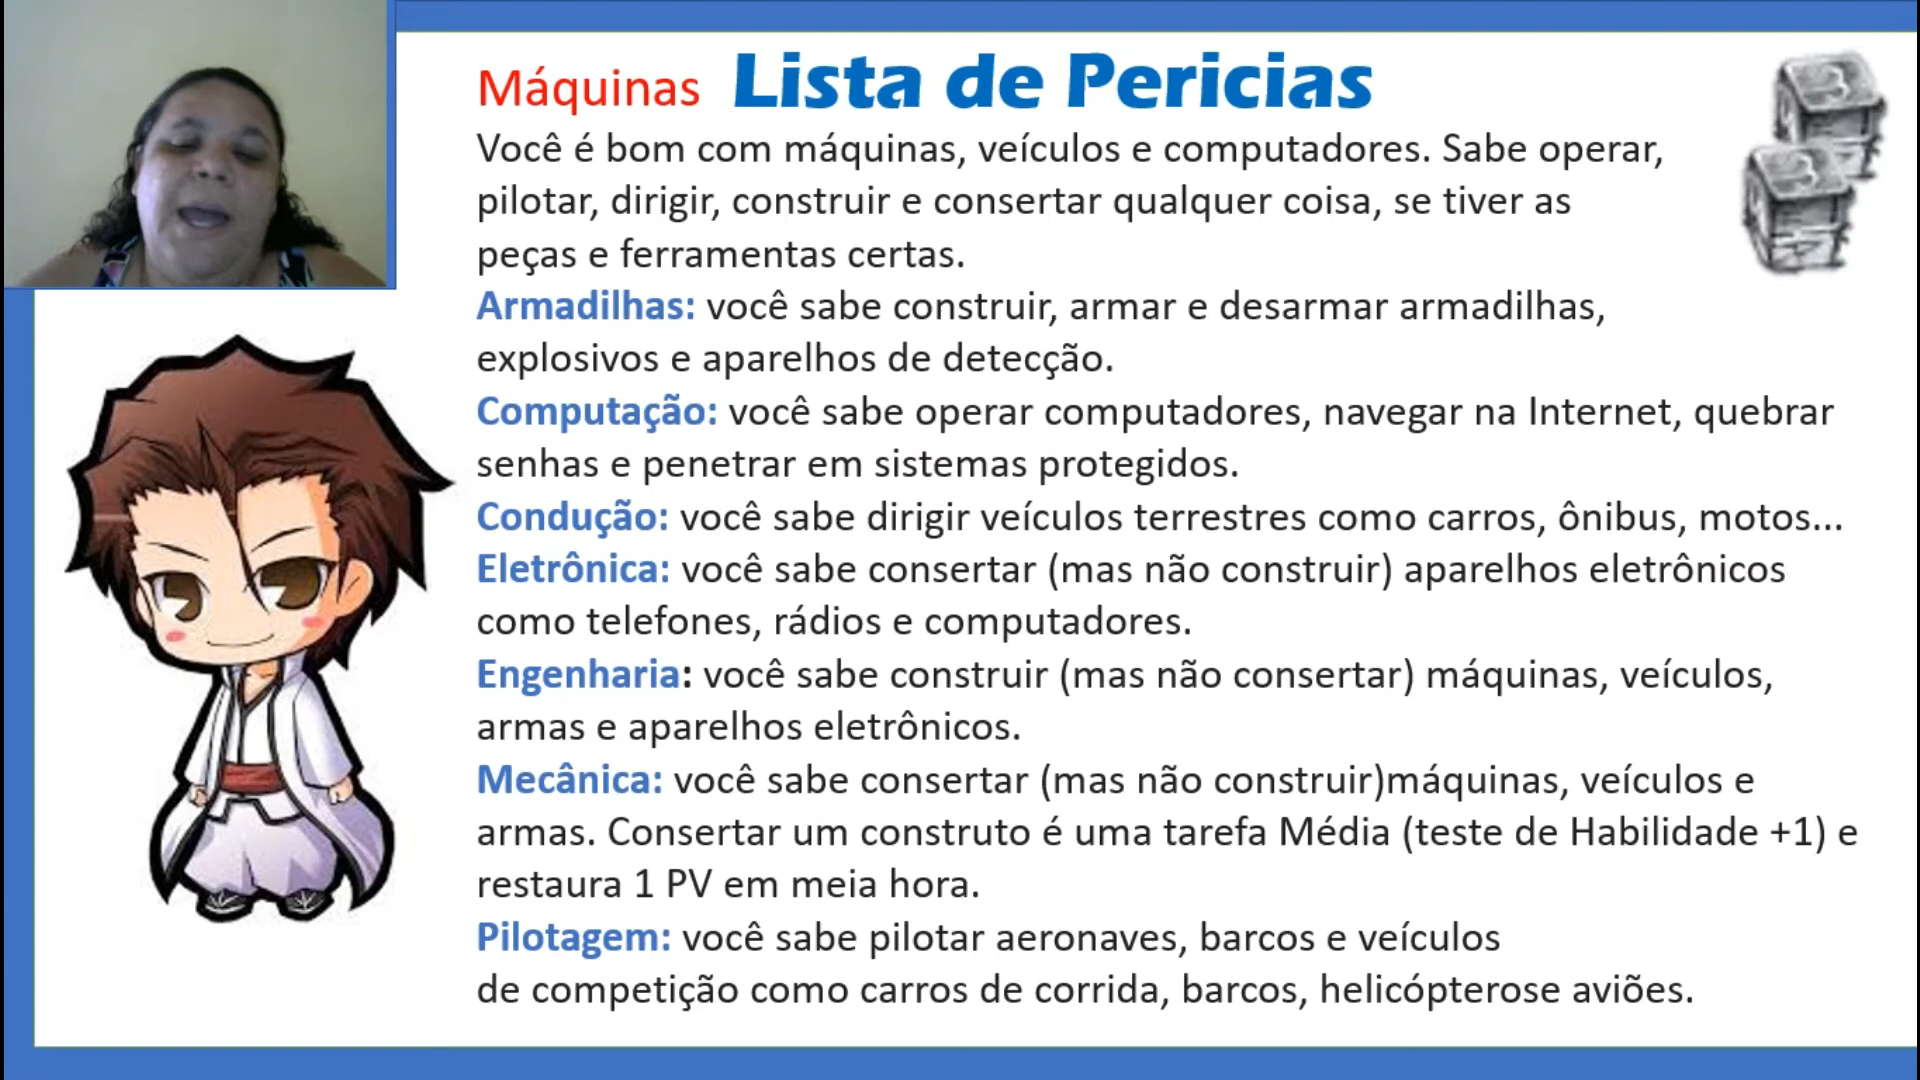 Máquinas Lista de Pericias
Você é bom com máquinas, veículos e computadores. Sabe operar,
pilotar, dirigir, construir e consertar qualquer coisa, se tiver as
peças e ferramentas certas.
Armadilhas: você sabe construir, armar e desarmar armadilhas,
explosivos e aparelhos de detecção.
Computação: você sabe operar computadores, navegar na Internet, quebrar
senhas e penetrar em sistemas protegidos.
Condução: você sabe dirigir veículos terrestres como carros, ônibus, motos...
Eletrônica: você sabe consertar (mas não construir) aparelhos eletrônicos
como telefones, rádios e computadores.
Engenharia: você sabe construir (mas não consertar) máquinas, veículos,
armas e aparelhos eletrônicos.
Mecânica: você sabe consertar (mas não construir)máquinas, veículos e
armas. Consertar um construto é uma tarefa Média (teste de Habilidade +1) e
restaura 1 PV em meia hora.
Pilotagem: você sabe pilotar aeronaves, barcos e veículos
de competição como carros de corrida, barcos, helicópterose aviões.